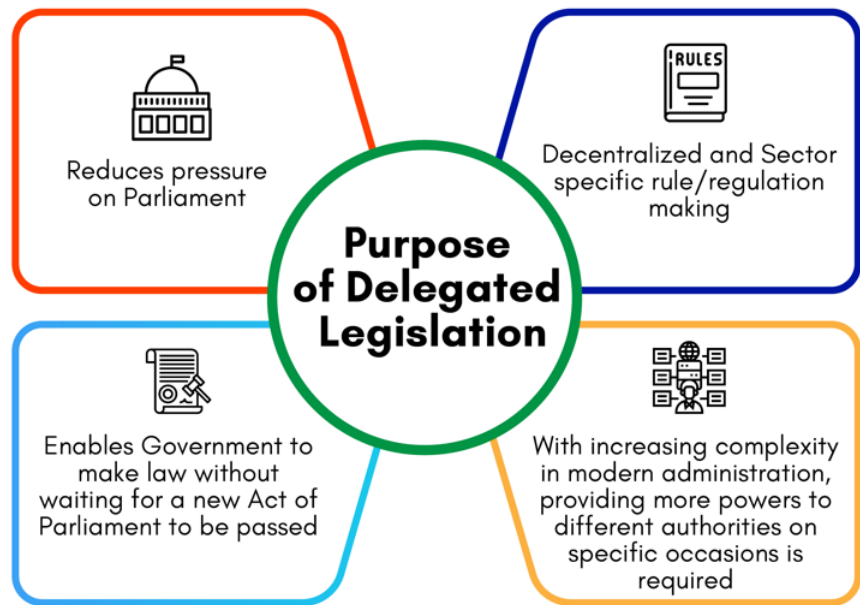 Purpose
of Delegated
Legislation
Reduces pressure
on Parliament
RULES
Decentralized and Sector
specific rule/regulation
making
Enables Government to
make law without
waiting for a new Act of
Parliament to be passed
With increasing complexity
in modern administration,
providing more powers to
different authorities on
specific occasions is
required